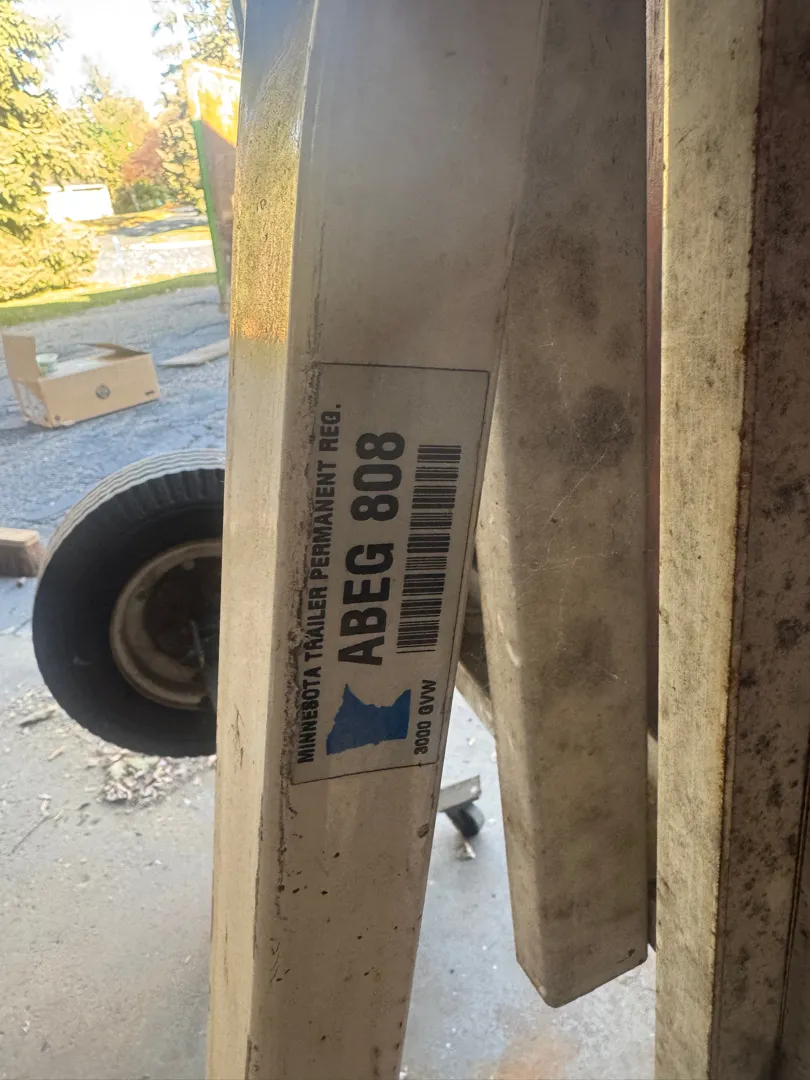 MINNESOTA TRAILER PERMANENT REG.
ABEG 808
3000 GVW